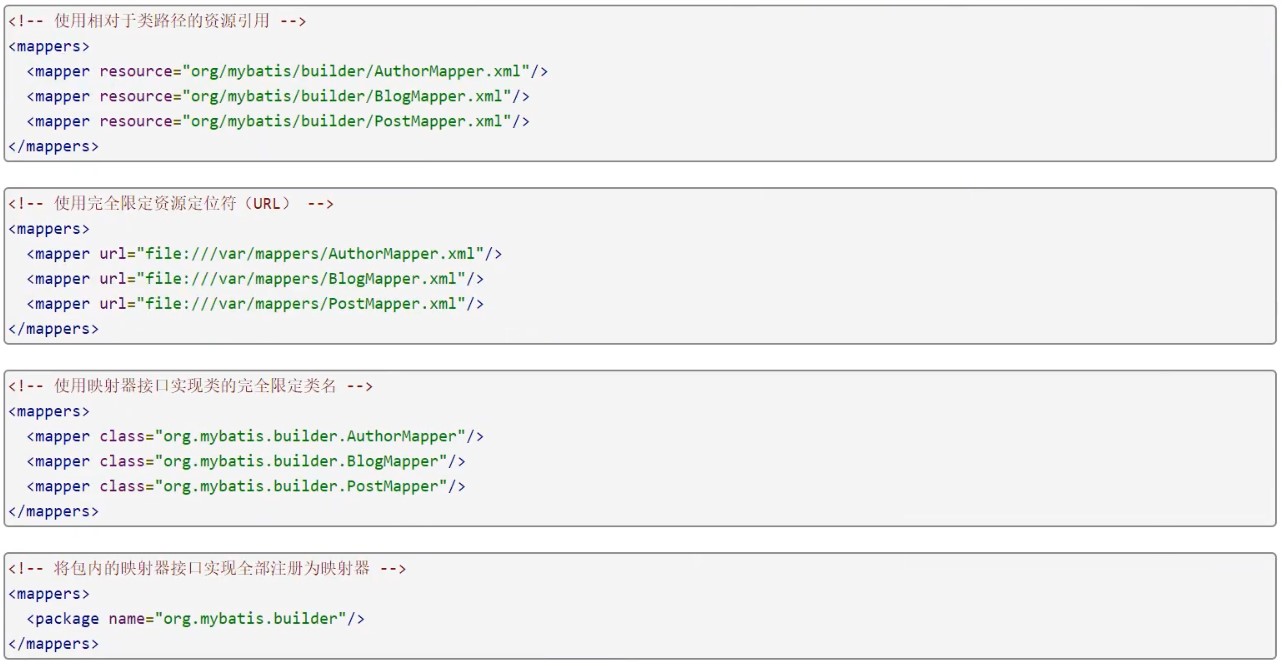 <!-- 使用相对于类路径的资源引用 -->
<mappers>
  <mapper resource="org/mybatis/builder/AuthorMapper.xml"/>
  <mapper resource="org/mybatis/builder/BlogMapper.xml"/>
  <mapper resource="org/mybatis/builder/PostMapper.xml"/>
</mappers>
<!-- 使用完全限定资源定位符（URL） -->
<mappers>
  <mapper url="file:///var/mappers/AuthorMapper.xml"/>
  <mapper url="file:///var/mappers/BlogMapper.xml"/>
  <mapper url="file:///var/mappers/PostMapper.xml"/>
</mappers>
<!-- 使用映射器接口实现类的完全限定类名 -->
<mappers>
  <mapper class="org.mybatis.builder.AuthorMapper"/>
  <mapper class="org.mybatis.builder.BlogMapper"/>
  <mapper class="org.mybatis.builder.PostMapper"/>
</mappers>
<!-- 将包内的映射器接口实现全部注册为映射器 -->
<mappers>
  <package name="org.mybatis.builder"/>
</mappers>